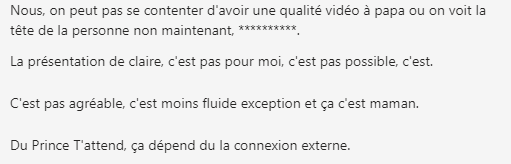 Nous, on peut pas se contenter d'avoir une qualité vidéo à papa ou on voit la
tête de la personne non maintenant, **********.
La présentation de claire, c'est pas pour moi, c'est pas possible, c'est.
C'est pas agréable, c'est moins fluide exception et ça c'est maman.
Du Prince T'attend, ça dépend du la connexion externe.